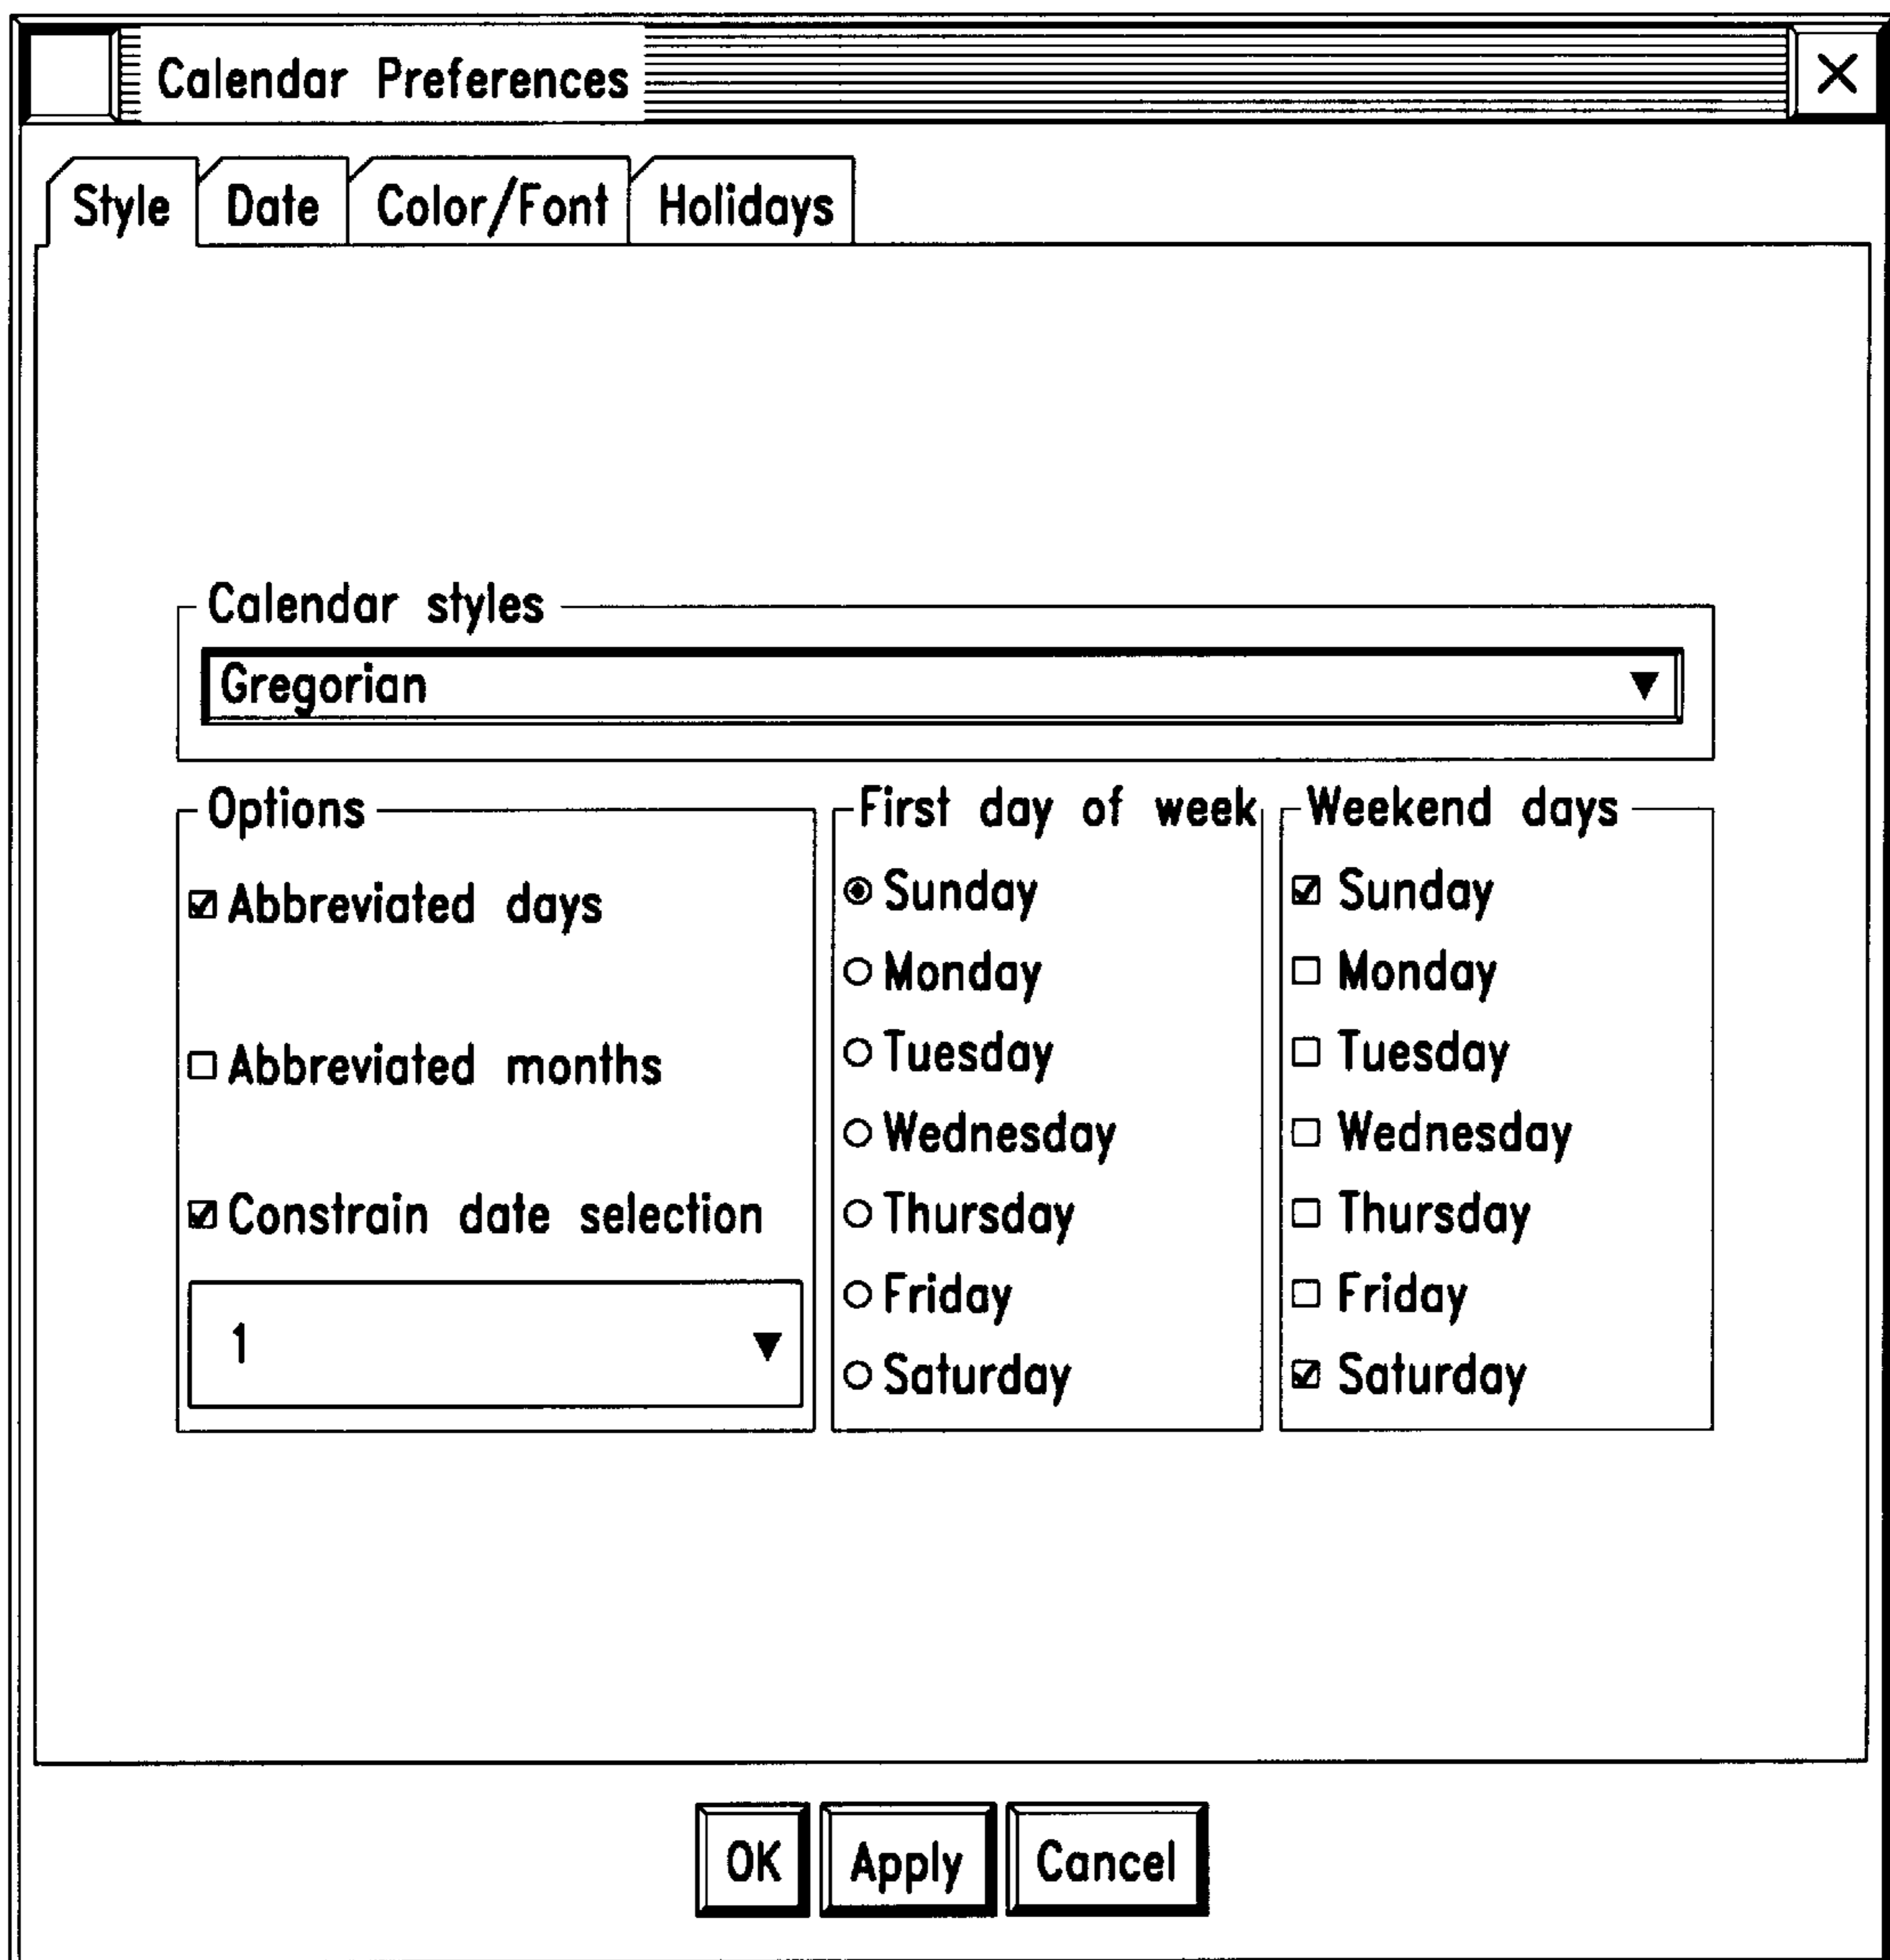 Calendar Preferences
Style Date Color/Font Holidays
Calendar styles
Gregorian
Options
Abbreviated days
Abbreviated months
Constrain date selection
1
First day of week
Sunday
Monday
Tuesday
Wednesday
Thursday
Friday
Saturday
Weekend days
Sunday
Monday
Tuesday
Wednesday
Thursday
Friday
Saturday
OK Apply Cancel